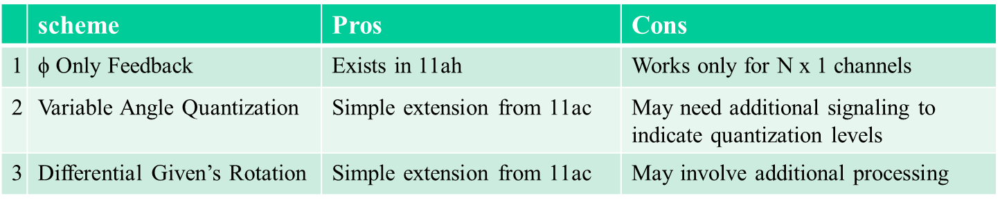 scheme Pros Cons
1 ϕ Only Feedback Exists in 11ah Works only for N x 1 channels
2 Variable Angle Quantization Simple extension from 11ac May need additional signaling to
indicate quantization levels
3 Differential Given's Rotation Simple extension from 11ac May involve additional processing